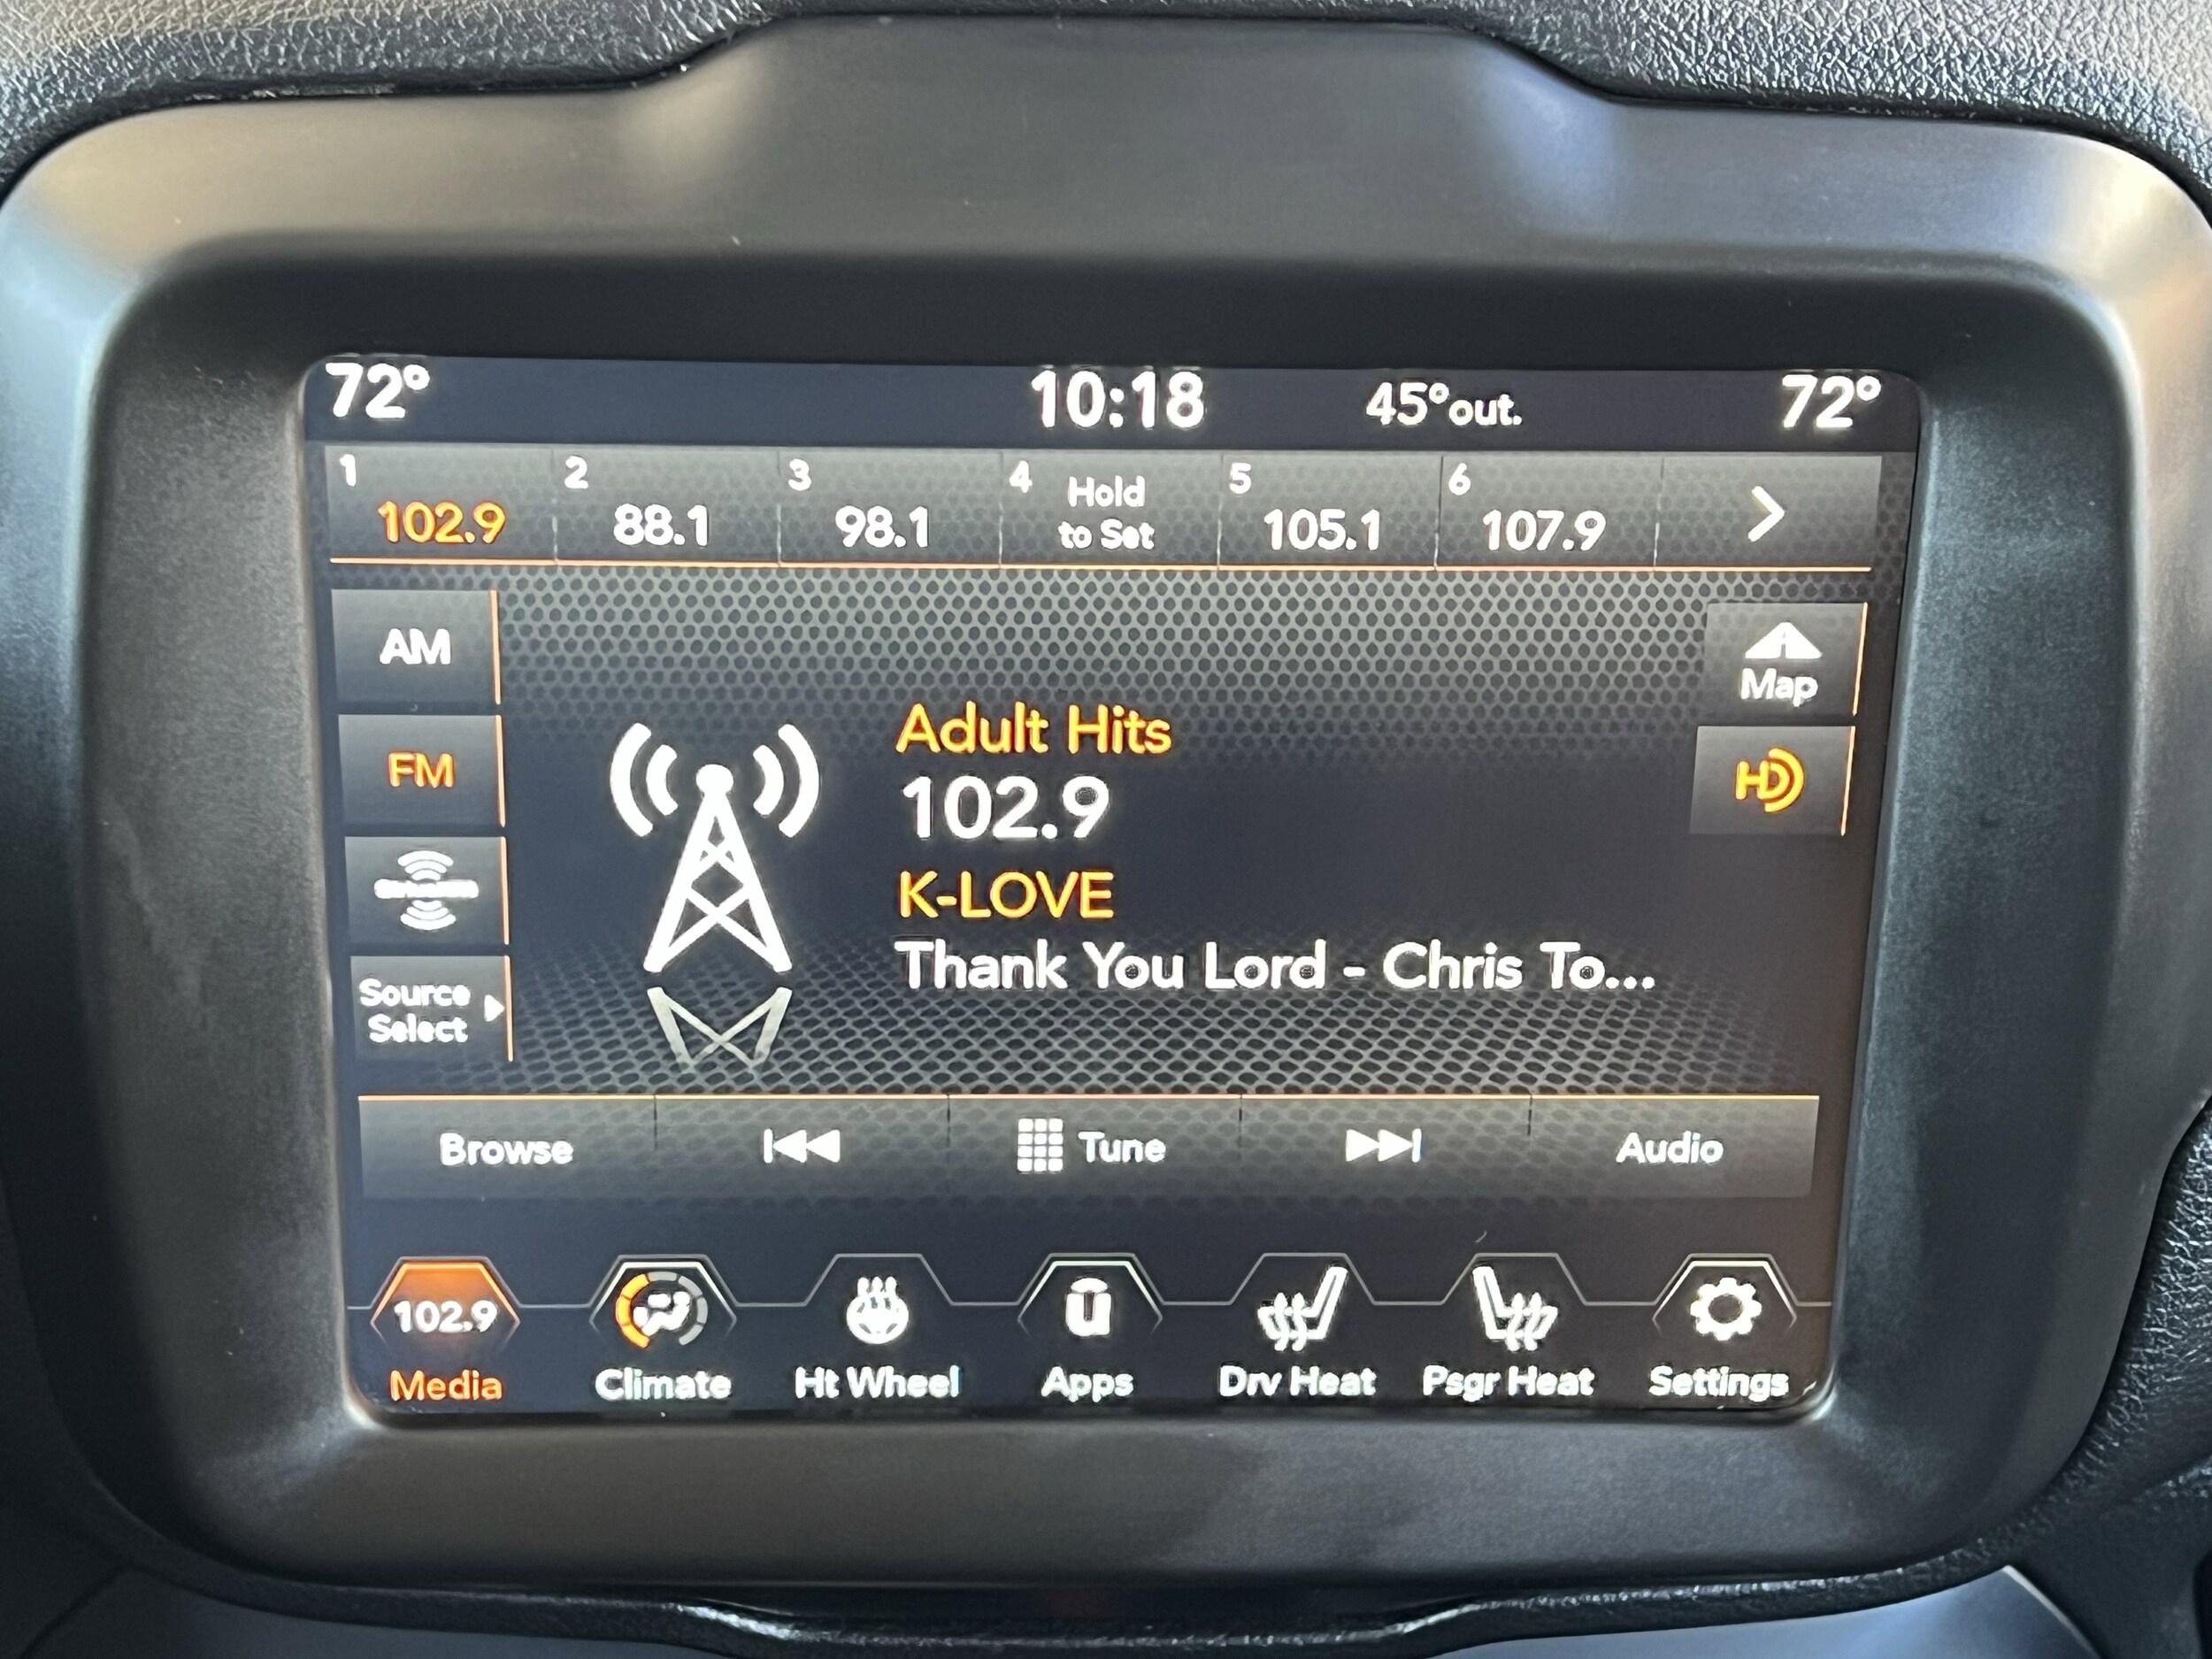 72° 10:18 45°out. 72°
1 2 3 4 Hold 5 6
102.9 88.1 98.1 to Set 105.1 107.9
AM
Map
FM
HD
Adult Hits
102.9
K-LOVE
Thank You Lord - Chris To...
Source
Select
Browse Tune Audio
102.9
Media Climate Ht Wheel Apps Drv Heat Psgr Heat Settings